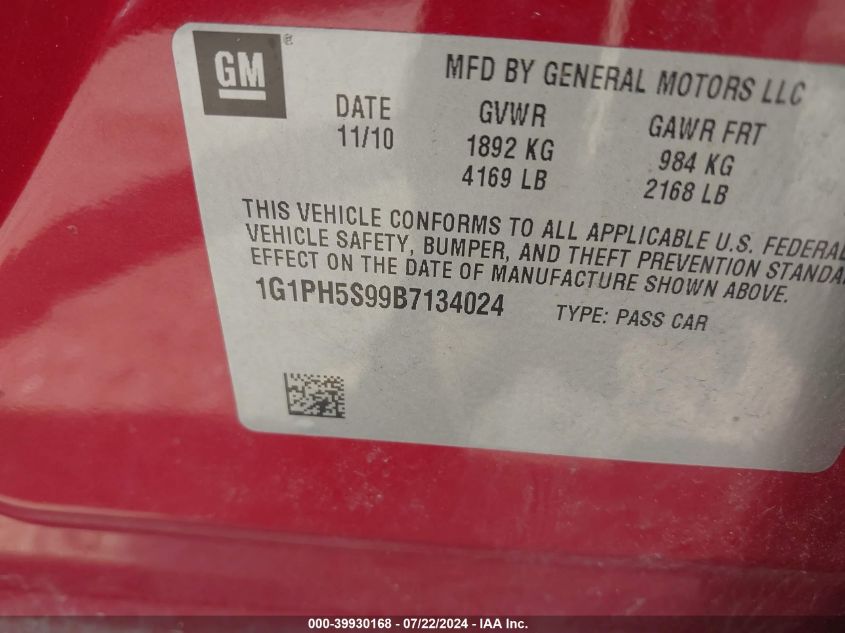 GM®
MFD BY GENERAL MOTORS LLC
DATE GVWR GAWR FRT
11/10 1892 KG 984 KG
4169 LB 2168 LB
THIS VEHICLE CONFORMS TO ALL APPLICABLE U.S. FEDERAL
VEHICLE SAFETY, BUMPER, AND THEFT PREVENTION STANDA
EFFECT ON THE DATE OF MANUFACTURE SHOWN ABOVE.
1G1PH5S99B7134024 TYPE: PASS CAR
000-39930168 - 07/22/2024 - IAA Inc.